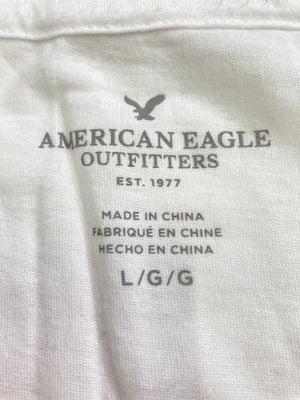 AMERICAN EAGLE
OUTFITTERS
EST. 1977
MADE IN CHINA
FABRIQUÉ EN CHINE
HECHO EN CHINA
L/G/G